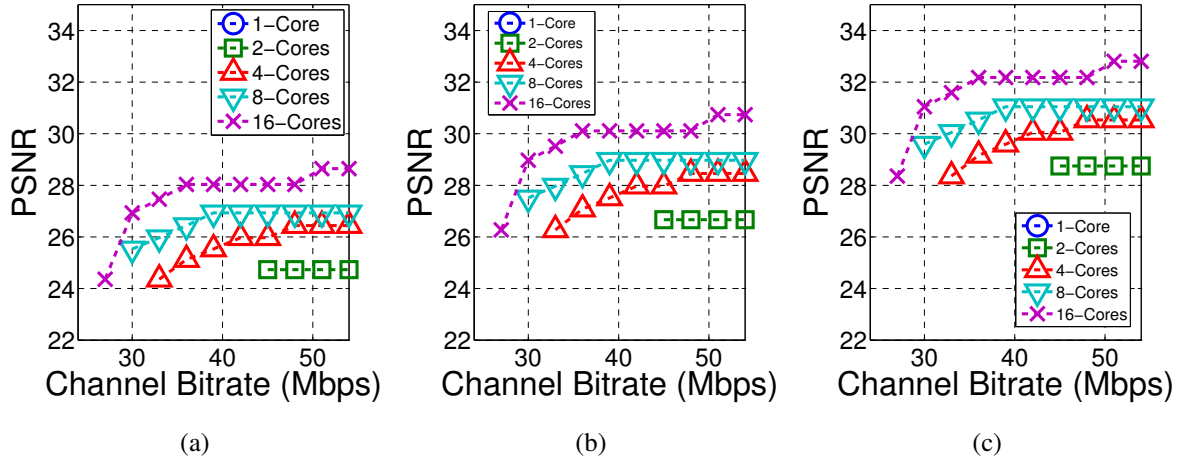 34
32
30
28
26
24
22
PSNR
30 40 50
Channel Bitrate (Mbps)
1−Core
2−Cores
4−Cores
8−Cores
16−Cores
(a)
34
32
30
28
26
24
22
PSNR
30 40 50
Channel Bitrate (Mbps)
1−Core
2−Cores
4−Cores
8−Cores
16−Cores
(b)
34
32
30
28
26
24
22
PSNR
30 40 50
Channel Bitrate (Mbps)
1−Core
2−Cores
4−Cores
8−Cores
16−Cores
(c)